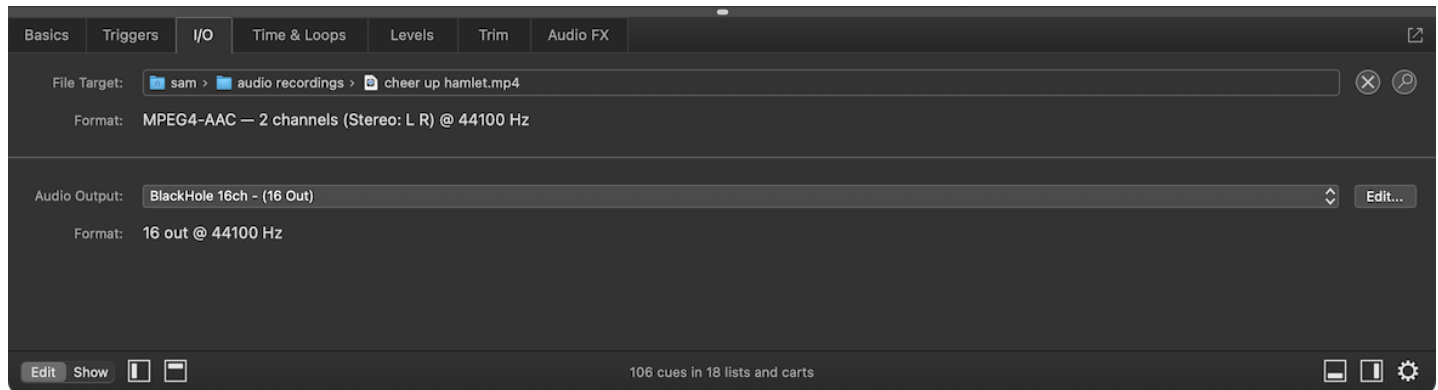 Basics Triggers I/O Time & Loops Levels Trim Audio FX
File Target: sam › audio recordings › cheer up hamlet.mp4
Format: MPEG4-AAC — 2 channels (Stereo: L R) @ 44100 Hz
Audio Output: BlackHole 16ch - (16 Out) Edit...
Format: 16 out @ 44100 Hz
Edit Show 106 cues in 18 lists and carts